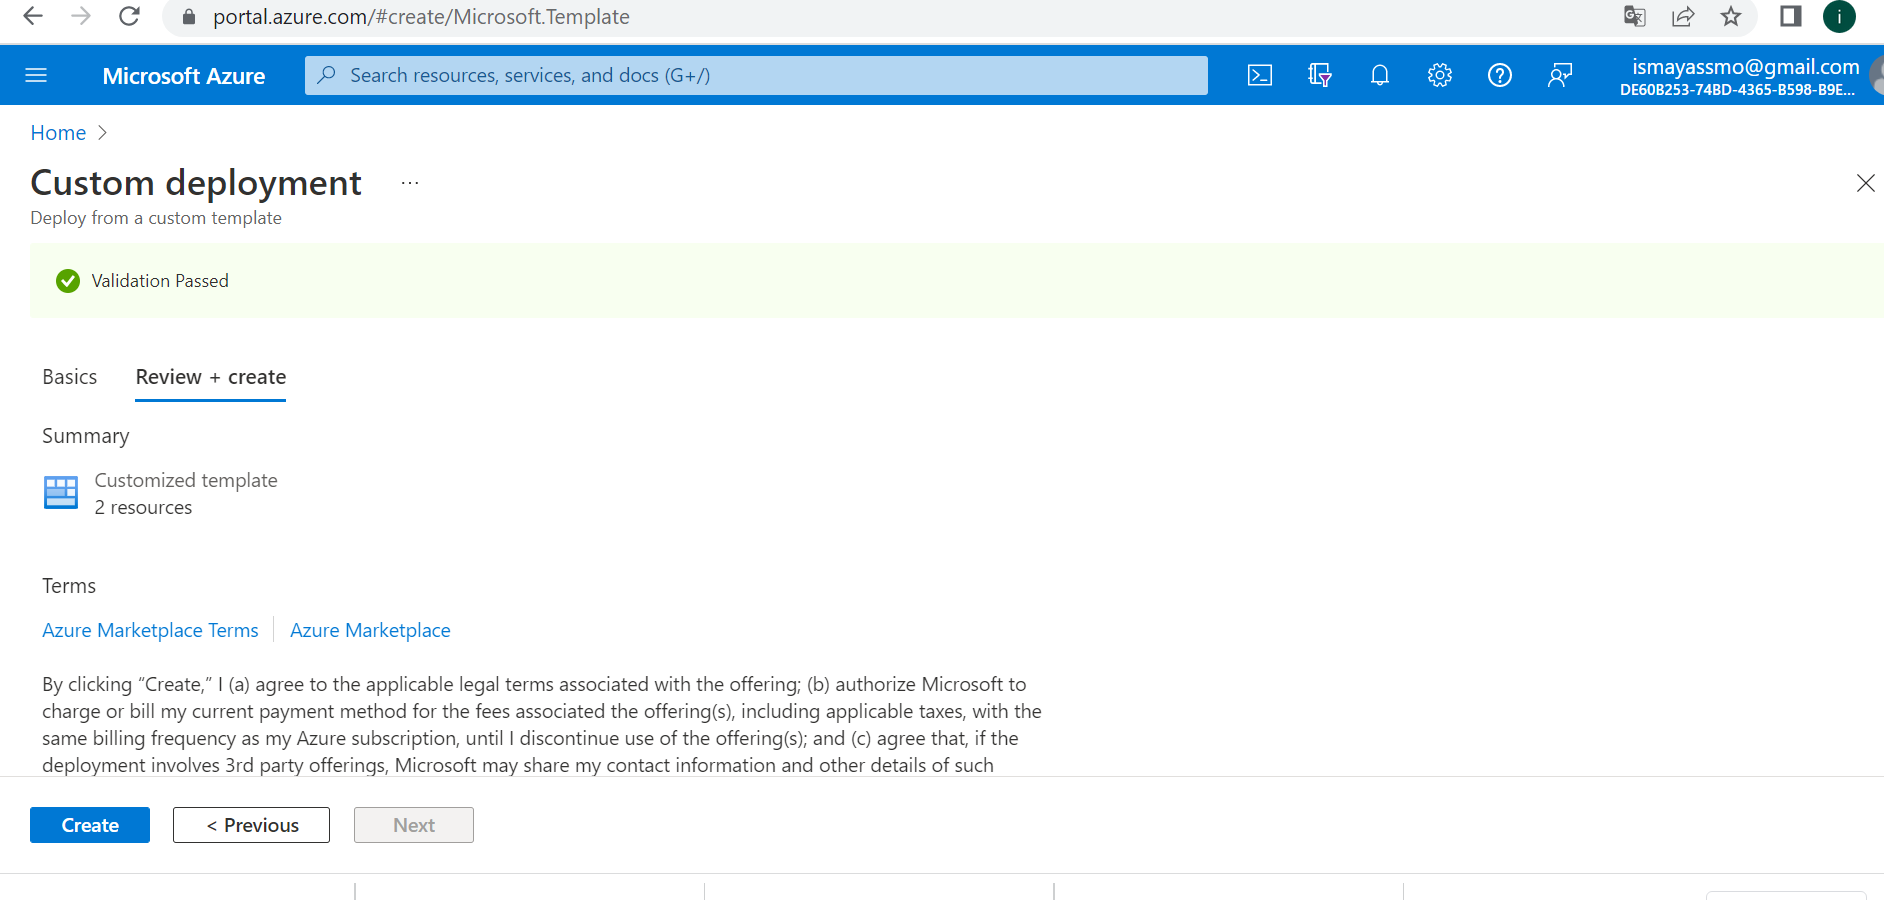 portal.azure.com/#create/Microsoft.Template
i
Microsoft Azure
Search resources, services, and docs (G+/)
ismayassmo@gmail.com
DE60B253-74BD-4365-B598-B9E...
Home >
Custom deployment ...
Deploy from a custom template
Validation Passed
Basics
Review + create
Summary
Customized template
2 resources
Terms
Azure Marketplace Terms
Azure Marketplace
By clicking “Create,” I (a) agree to the applicable legal terms associated with the offering; (b) authorize Microsoft to
charge or bill my current payment method for the fees associated the offering(s), including applicable taxes, with the
same billing frequency as my Azure subscription, until I discontinue use of the offering(s); and (c) agree that, if the
deployment involves 3rd party offerings, Microsoft may share my contact information and other details of such
Create
< Previous
Next